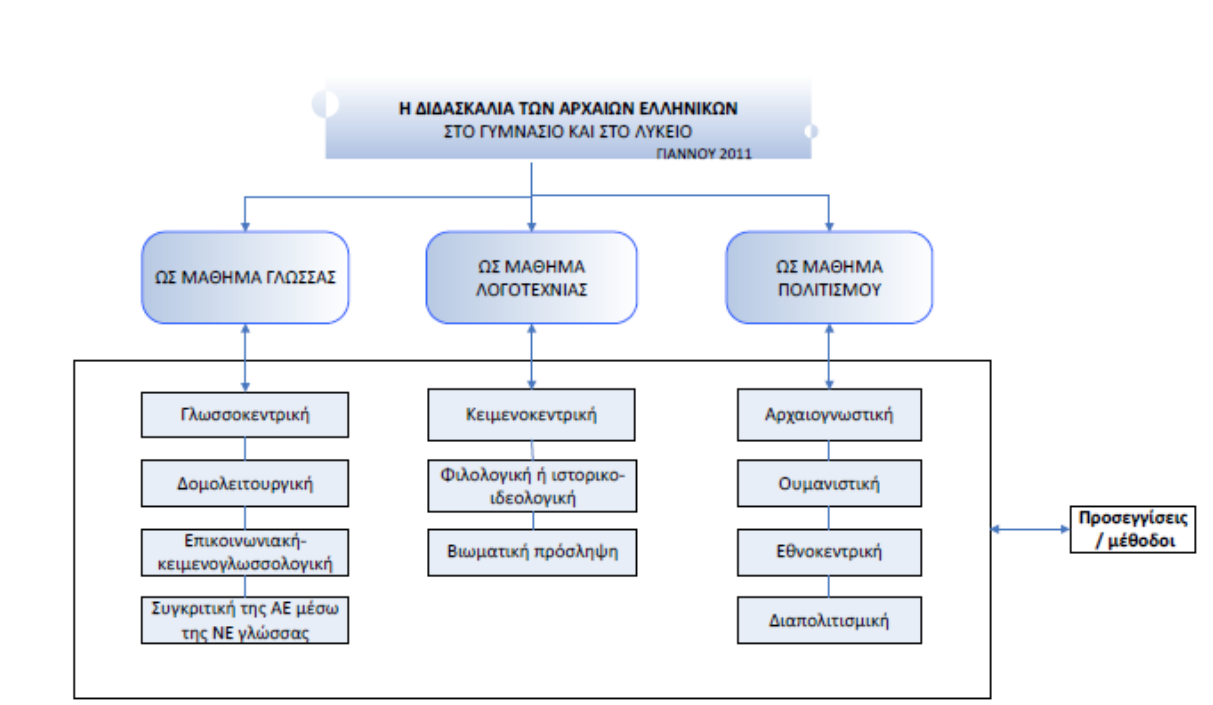 Η ΔΙΔΑΣΚΑΛΙΑ ΤΩΝ ΑΡΧΑΙΩΝ ΕΛΛΗΝΙΚΩΝ
ΣΤΟ ΓΥΜΝΑΣΙΟ ΚΑΙ ΣΤΟ ΛΥΚΕΙΟ
ΓΙΑΝΝΟΥ 2011
ΩΣ ΜΑΘΗΜΑ ΓΛΩΣΣΑΣ
ΩΣ ΜΑΘΗΜΑ
ΛΟΓΟΤΕΧΝΙΑΣ
ΩΣ ΜΑΘΗΜΑ
ΠΟΛΙΤΙΣΜΟΥ
Γλωσσοκεντρική
Δομολειτουργική
Επικοινωνιακή-
κειμενογλωσσολογική
Συγκριτική της ΑΕ μέσω
της ΝΕ γλώσσας
Κειμενοκεντρική
Φιλολογική ή ιστορικο-
ιδεολογική
Βιωματική πρόσληψη
Αρχαιογνωστική
Ουμανιστική
Εθνοκεντρική
Διαπολιτισμική
Προσεγγίσεις
/ μέθοδοι